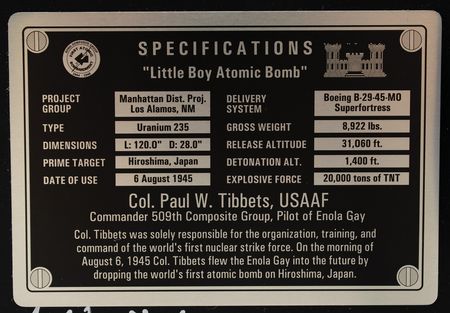 SPECIFICATIONS
"Little Boy Atomic Bomb"
PROJECT GROUP
Manhattan Dist. Proj.
Los Alamos, NM
DELIVERY SYSTEM
Boeing B-29-45-MO
Superfortress
TYPE Uranium 235 GROSS WEIGHT 8,922 lbs.
DIMENSIONS L: 120.0" D: 28.0" RELEASE ALTITUDE 31,060 ft.
PRIME TARGET Hiroshima, Japan DETONATION ALT. 1,400 ft.
DATE OF USE 6 August 1945 EXPLOSIVE FORCE 20,000 tons of TNT
Col. Paul W. Tibbets, USAAF
Commander 509th Composite Group, Pilot of Enola Gay
Col. Tibbets was solely responsible for the organization, training, and
command of the world's first nuclear strike force. On the morning of
August 6, 1945 Col. Tibbets flew the Enola Gay into the future by
dropping the world's first atomic bomb on Hiroshima, Japan.